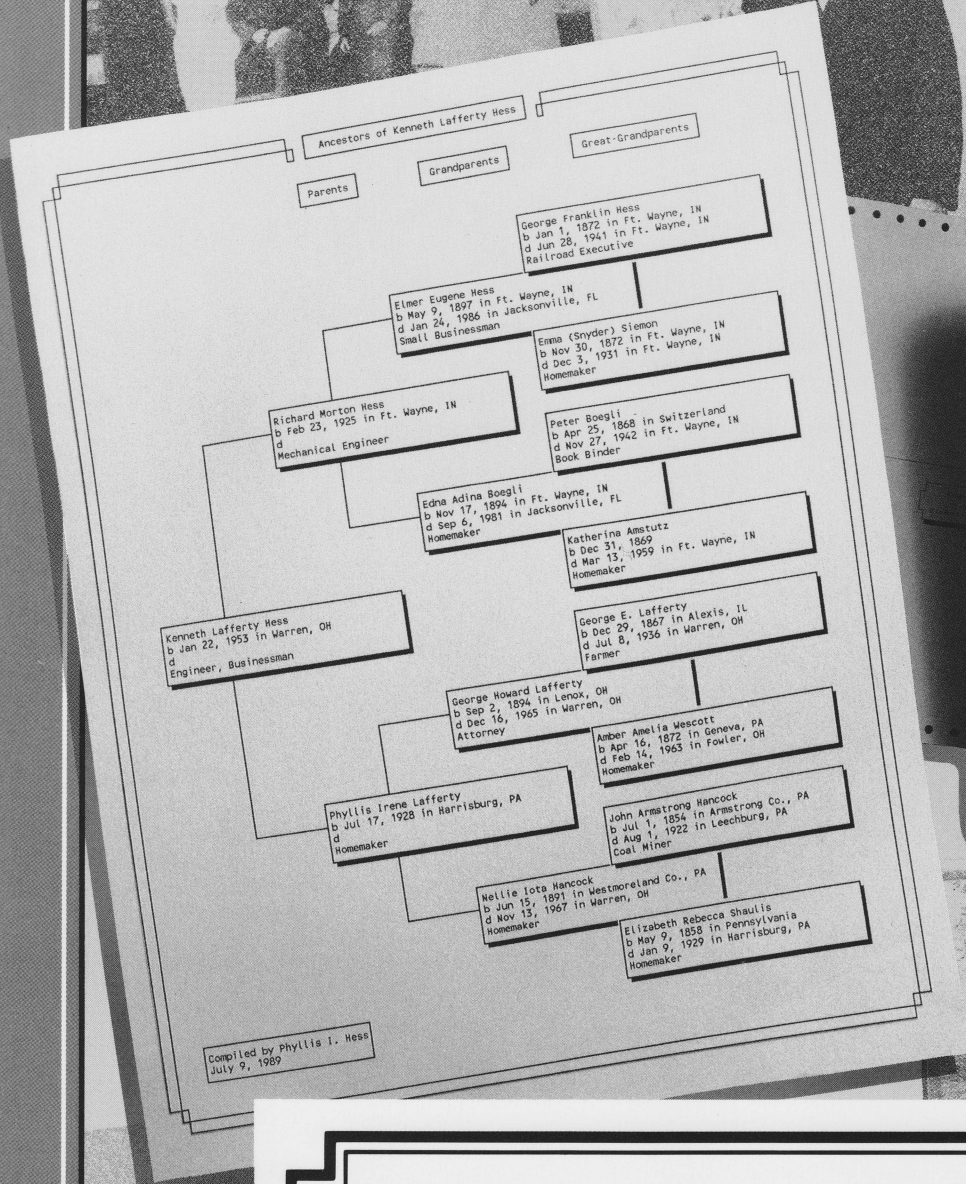 Ancestors of Kenneth Lafferty Hess
Parents
Grandparents
Great-Grandparents
George Franklin Hess
b Jan 1, 1872 in Ft. Wayne, IN
d Jun 28, 1941 in Ft. Wayne, IN
Railroad Executive
Elmer Eugene Hess
b May 9, 1897 in Ft. Wayne, IN
d Jan 24, 1986 in Jacksonville, FL
Small Businessman
Emma (Snyder) Siemon
b Nov 30, 1872 in Ft. Wayne, IN
d Dec 3, 1931 in Ft. Wayne, IN
Homemaker
Richard Morton Hess
b Feb 23, 1925 in Ft. Wayne, IN
d
Mechanical Engineer
Peter Boegli
b Apr 25, 1868 in Switzerland
d Nov 27, 1942 in Ft. Wayne, IN
Book Binder
Edna Adina Boegli
b Nov 17, 1894 in Ft. Wayne, IN
d Sep 6, 1981 in Jacksonville, FL
Homemaker
Katherina Amstutz
b Dec 31, 1869
d Mar 13, 1959 in Ft. Wayne, IN
Homemaker
Kenneth Lafferty Hess
b Jan 22, 1953 in Warren, OH
d
Engineer, Businessman
George E. Lafferty
b Dec 29, 1867 in Alexis, IL
d Jul 8, 1936 in Warren, OH
Farmer
George Howard Lafferty
b Sep 2, 1894 in Lenox, OH
d Dec 16, 1965 in Warren, OH
Attorney
Amber Amelia Wescott
b Apr 16, 1872 in Geneva, PA
d Feb 14, 1963 in Fowler, OH
Homemaker
Phyllis Irene Lafferty
b Jul 17, 1928 in Harrisburg, PA
d
Homemaker
John Armstrong Hancock
b Jul 1, 1854 in Armstrong Co., PA
d Aug 1, 1922 in Leechburg, PA
Coal Miner
Nellie Iota Hancock
b Jun 15, 1891 in Westmoreland Co., PA
d Nov 13, 1967 in Warren, OH
Homemaker
Elizabeth Rebecca Shaulis
b May 9, 1858 in Pennsylvania
d Jan 9, 1929 in Harrisburg, PA
Homemaker
Compiled by Phyllis I. Hess
July 9, 1989